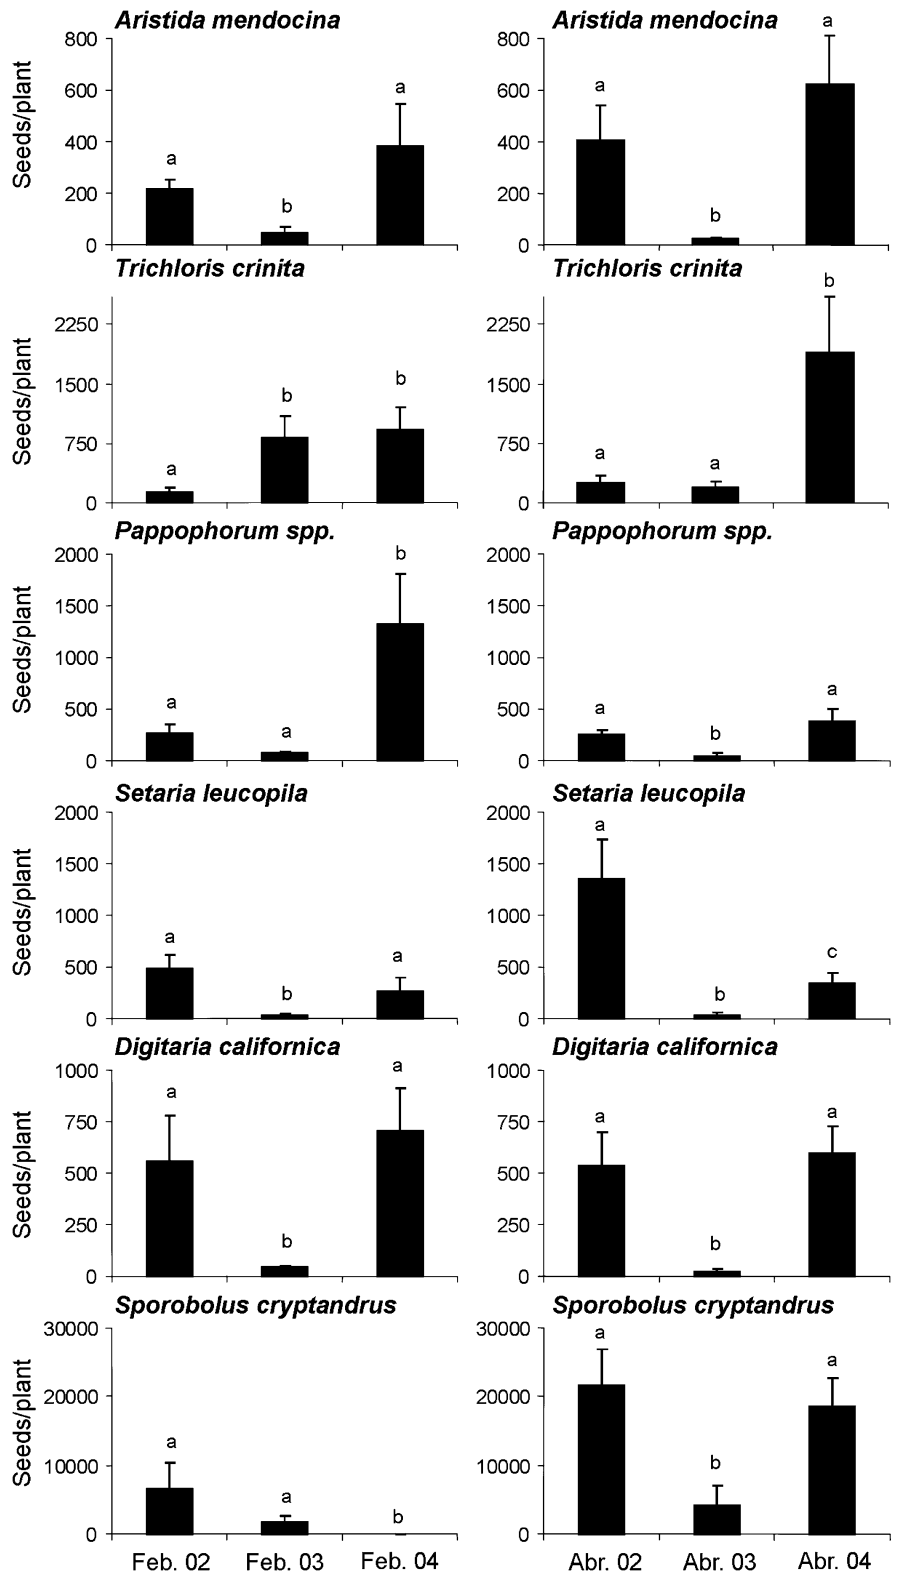 Aristida mendocina
Aristida mendocina
Seeds/plant
800
600
400
200
0
a
b
a
800
600
400
200
0
a
b
a
Trichloris crinita
Trichloris crinita
Seeds/plant
2250
1500
750
0
a
b
b
2250
1500
750
0
a
a
b
Pappophorum spp.
Pappophorum spp.
Seeds/plant
2000
1500
1000
500
0
a
a
b
2000
1500
1000
500
0
a
b
a
Setaria leucopila
Setaria leucopila
Seeds/plant
2000
1500
1000
500
0
a
b
a
2000
1500
1000
500
0
a
b
c
Digitaria californica
Digitaria californica
Seeds/plant
1000
750
500
250
0
a
b
a
1000
750
500
250
0
a
b
a
Sporobolus cryptandrus
Sporobolus cryptandrus
Seeds/plant
30000
20000
10000
0
a
a
b
30000
20000
10000
0
a
b
a
Feb. 02 Feb. 03 Feb. 04
Abr. 02 Abr. 03 Abr. 04